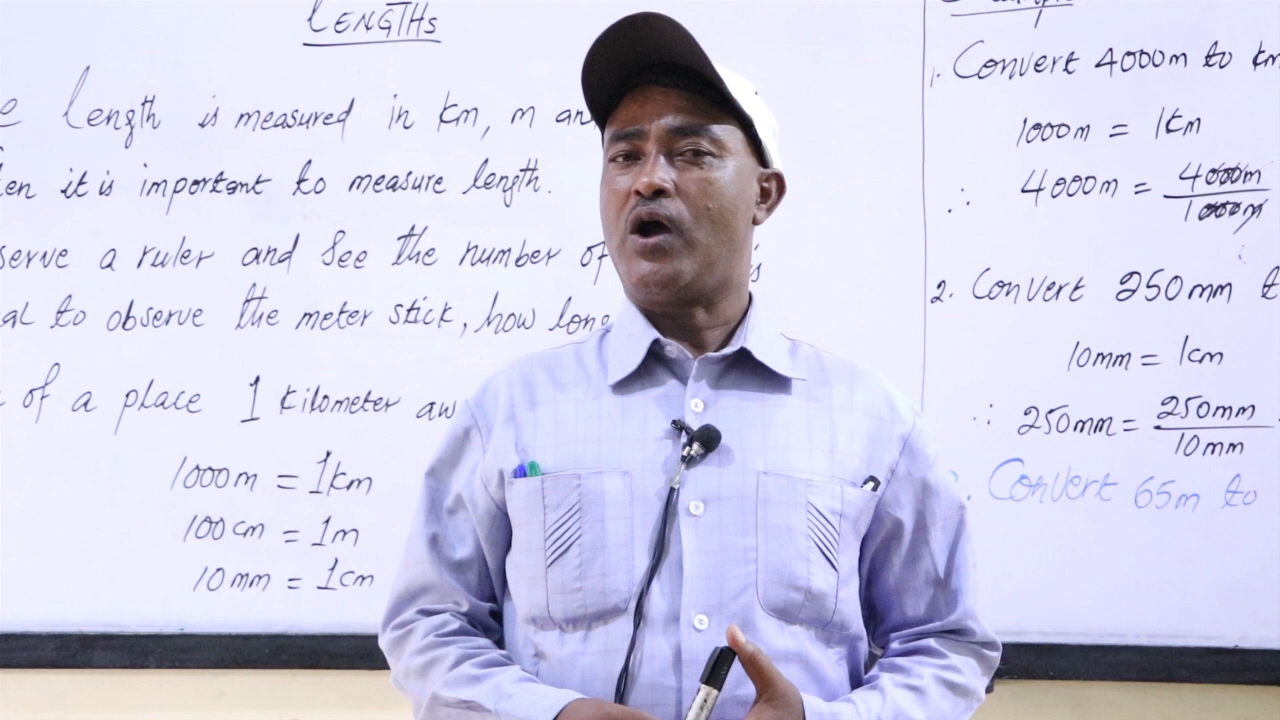 LENGTHS
Length is measured in km, m an
en it is important to measure length.
serve a ruler and see the number of
al to observe the meter stick, how long
of a place 1 kilometer aw
1000m = 1km
100cm = 1m
10mm = 1cm
1. Convert 4000m to km
1000m = 1km
∴ 4000m = 4000m
1000m
2. Convert 250mm t
10mm = 1cm
∴ 250mm = 250mm
10mm
Convert 65m to